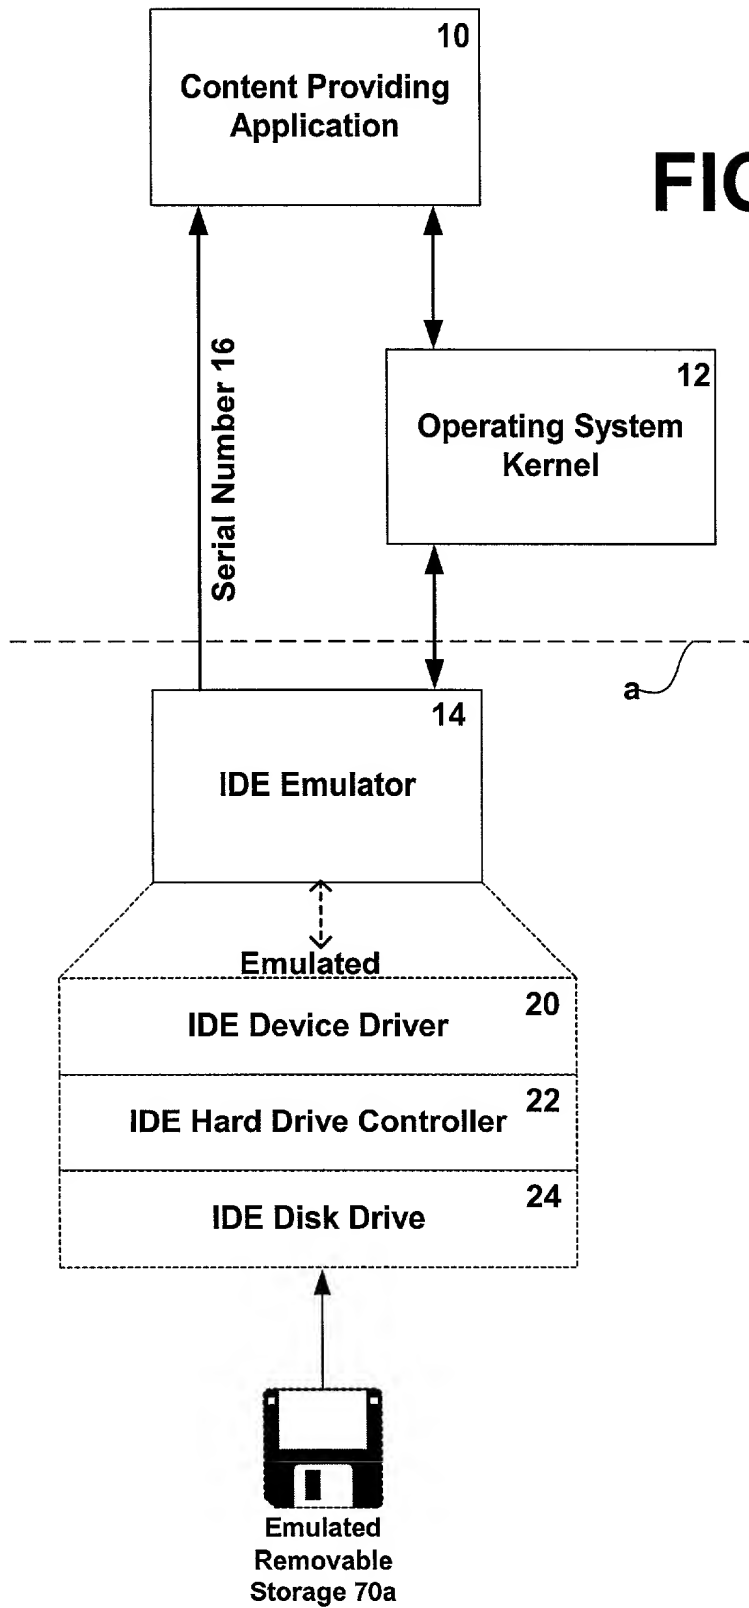 10
Content Providing
Application
FIG
Serial Number 16
12
Operating System
Kernel
a
14
IDE Emulator
Emulated
20
IDE Device Driver
22
IDE Hard Drive Controller
24
IDE Disk Drive
Emulated
Removable
Storage 70a